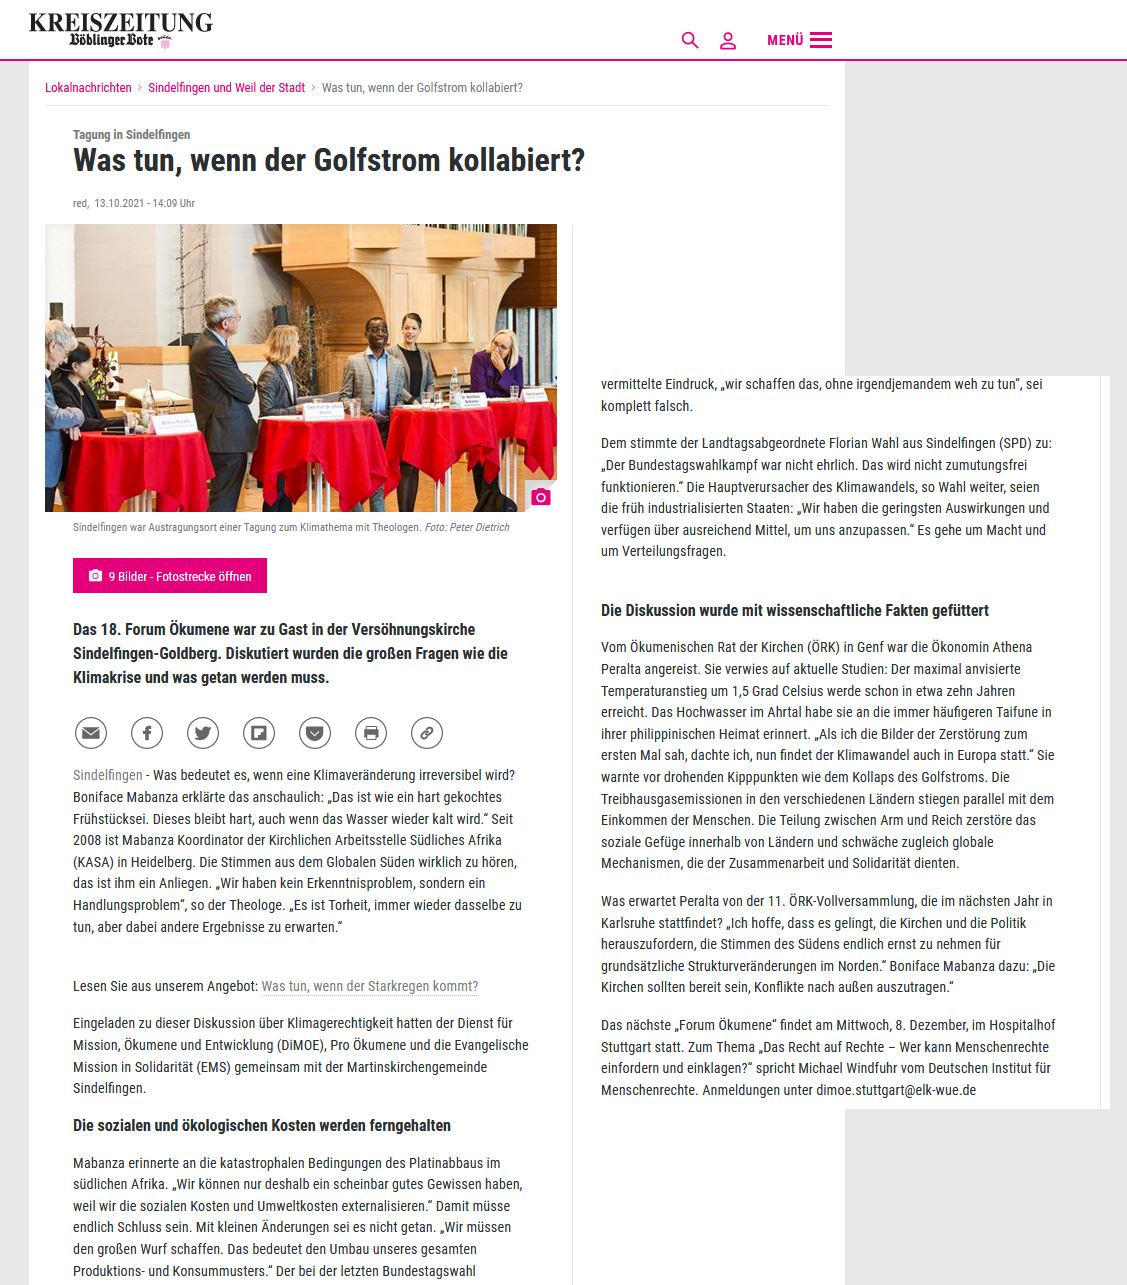 KREISZEITUNG
Böblinger Bote
MENÜ
Lokalnachrichten › Sindelfingen und Weil der Stadt › Was tun, wenn der Golfstrom kollabiert?
Tagung in Sindelfingen
Was tun, wenn der Golfstrom kollabiert?
red, 13.10.2021 - 14:09 Uhr
Sindelfingen war Austragungsort einer Tagung zum Klimathema mit Theologen. Foto: Peter Dietrich
9 Bilder - Fotostrecke öffnen
Das 18. Forum Ökumene war zu Gast in der Versöhnungskirche
Sindelfingen-Goldberg. Diskutiert wurden die großen Fragen wie die
Klimakrise und was getan werden muss.
Sindelfingen - Was bedeutet es, wenn eine Klimaveränderung irreversibel wird?
Boniface Mabanza erklärte das anschaulich: „Das ist wie ein hart gekochtes
Frühstücksei. Dieses bleibt hart, auch wenn das Wasser wieder kalt wird.“ Seit
2008 ist Mabanza Koordinator der Kirchlichen Arbeitsstelle Südliches Afrika
(KASA) in Heidelberg. Die Stimmen aus dem Globalen Süden wirklich zu hören,
das ist ihm ein Anliegen. „Wir haben kein Erkenntnisproblem, sondern ein
Handlungsproblem“, so der Theologe. „Es ist Torheit, immer wieder dasselbe zu
tun, aber dabei andere Ergebnisse zu erwarten.“
Lesen Sie aus unserem Angebot: Was tun, wenn der Starkregen kommt?
Eingeladen zu dieser Diskussion über Klimagerechtigkeit hatten der Dienst für
Mission, Ökumene und Entwicklung (DiMOE), Pro Ökumene und die Evangelische
Mission in Solidarität (EMS) gemeinsam mit der Martinskirchengemeinde
Sindelfingen.
Die sozialen und ökologischen Kosten werden ferngehalten
Mabanza erinnerte an die katastrophalen Bedingungen des Platinabbaus im
südlichen Afrika. „Wir können nur deshalb ein scheinbar gutes Gewissen haben,
weil wir die sozialen Kosten und Umweltkosten externalisieren.“ Damit müsse
endlich Schluss sein. Mit kleinen Änderungen sei es nicht getan. „Wir müssen
den großen Wurf schaffen. Das bedeutet den Umbau unseres gesamten
Produktions- und Konsummusters.“ Der bei der letzten Bundestagswahl
vermittelte Eindruck, „wir schaffen das, ohne irgendjemandem weh zu tun“, sei
komplett falsch.
Dem stimmte der Landtagsabgeordnete Florian Wahl aus Sindelfingen (SPD) zu:
„Der Bundestagswahlkampf war nicht ehrlich. Das wird nicht zumutungsfrei
funktionieren.“ Die Hauptverursacher des Klimawandels, so Wahl weiter, seien
die früh industrialisierten Staaten: „Wir haben die geringsten Auswirkungen und
verfügen über ausreichend Mittel, um uns anzupassen.“ Es gehe um Macht und
um Verteilungsfragen.
Die Diskussion wurde mit wissenschaftliche Fakten gefüttert
Vom Ökumenischen Rat der Kirchen (ÖRK) in Genf war die Ökonomin Athena
Peralta angereist. Sie verwies auf aktuelle Studien: Der maximal anvisierte
Temperaturanstieg um 1,5 Grad Celsius werde schon in etwa zehn Jahren
erreicht. Das Hochwasser im Ahrtal habe sie an die immer häufigeren Taifune in
ihrer philippinischen Heimat erinnert. „Als ich die Bilder der Zerstörung zum
ersten Mal sah, dachte ich, nun findet der Klimawandel auch in Europa statt.“ Sie
warnte vor drohenden Kipppunkten wie dem Kollaps des Golfstroms. Die
Treibhausgasemissionen in den verschiedenen Ländern stiegen parallel mit dem
Einkommen der Menschen. Die Teilung zwischen Arm und Reich zerstöre das
soziale Gefüge innerhalb von Ländern und schwäche zugleich globale
Mechanismen, die der Zusammenarbeit und Solidarität dienten.
Was erwartet Peralta von der 11. ÖRK-Vollversammlung, die im nächsten Jahr in
Karlsruhe stattfindet? „Ich hoffe, dass es gelingt, die Kirchen und die Politik
herauszufordern, die Stimmen des Südens endlich ernst zu nehmen für
grundsätzliche Strukturveränderungen im Norden.“ Boniface Mabanza dazu: „Die
Kirchen sollten bereit sein, Konflikte nach außen auszutragen.“
Das nächste „Forum Ökumene“ findet am Mittwoch, 8. Dezember, im Hospitalhof
Stuttgart statt. Zum Thema „Das Recht auf Rechte – Wer kann Menschenrechte
einfordern und einklagen?“ spricht Michael Windfuhr vom Deutschen Institut für
Menschenrechte. Anmeldungen unter dimoe.stuttgart@elk-wue.de